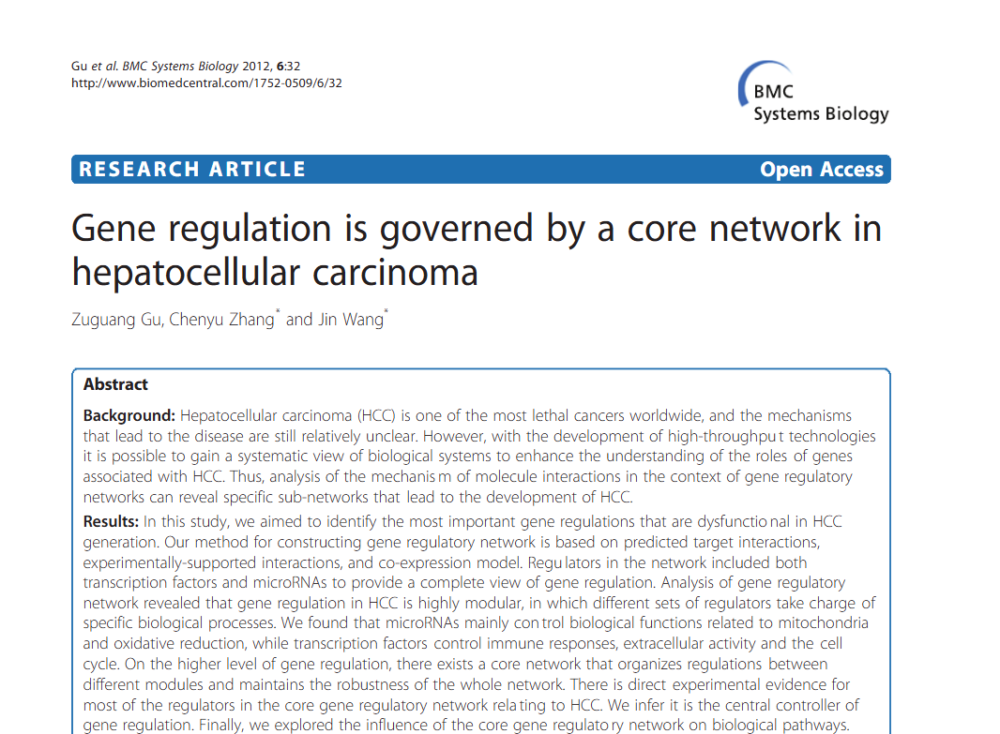 Gu et al. BMC Systems Biology 2012, 6:32
http://www.biomedcentral.com/1752-0509/6/32
BMC
Systems Biology
RESEARCH ARTICLE Open Access
Gene regulation is governed by a core network in
hepatocellular carcinoma
Zuguang Gu, Chenyu Zhang* and Jin Wang*
Abstract
Background: Hepatocellular carcinoma (HCC) is one of the most lethal cancers worldwide, and the mechanisms
that lead to the disease are still relatively unclear. However, with the development of high-throughput technologies
it is possible to gain a systematic view of biological systems to enhance the understanding of the roles of genes
associated with HCC. Thus, analysis of the mechanism of molecule interactions in the context of gene regulatory
networks can reveal specific sub-networks that lead to the development of HCC.
Results: In this study, we aimed to identify the most important gene regulations that are dysfunctional in HCC
generation. Our method for constructing gene regulatory network is based on predicted target interactions,
experimentally-supported interactions, and co-expression model. Regulators in the network included both
transcription factors and microRNAs to provide a complete view of gene regulation. Analysis of gene regulatory
network revealed that gene regulation in HCC is highly modular, in which different sets of regulators take charge of
specific biological processes. We found that microRNAs mainly control biological functions related to mitochondria
and oxidative reduction, while transcription factors control immune responses, extracellular activity and the cell
cycle. On the higher level of gene regulation, there exists a core network that organizes regulations between
different modules and maintains the robustness of the whole network. There is direct experimental evidence for
most of the regulators in the core gene regulatory network relating to HCC. We infer it is the central controller of
gene regulation. Finally, we explored the influence of the core gene regulatory network on biological pathways.